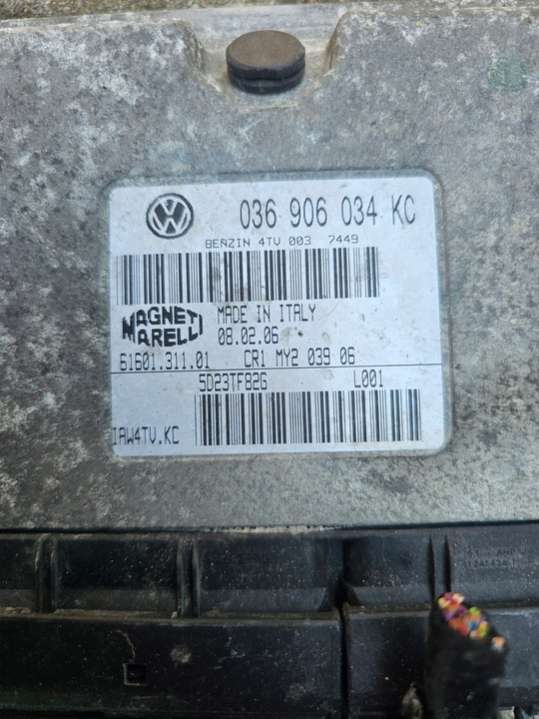 036 906 034 KC
BENZIN 4TV 003 7449
MAGNETI MARELLI
MADE IN ITALY
08.02.06
61601.311.01 CR1 MY2 039 06
5D23TF82G L001
IAW4TV.KC